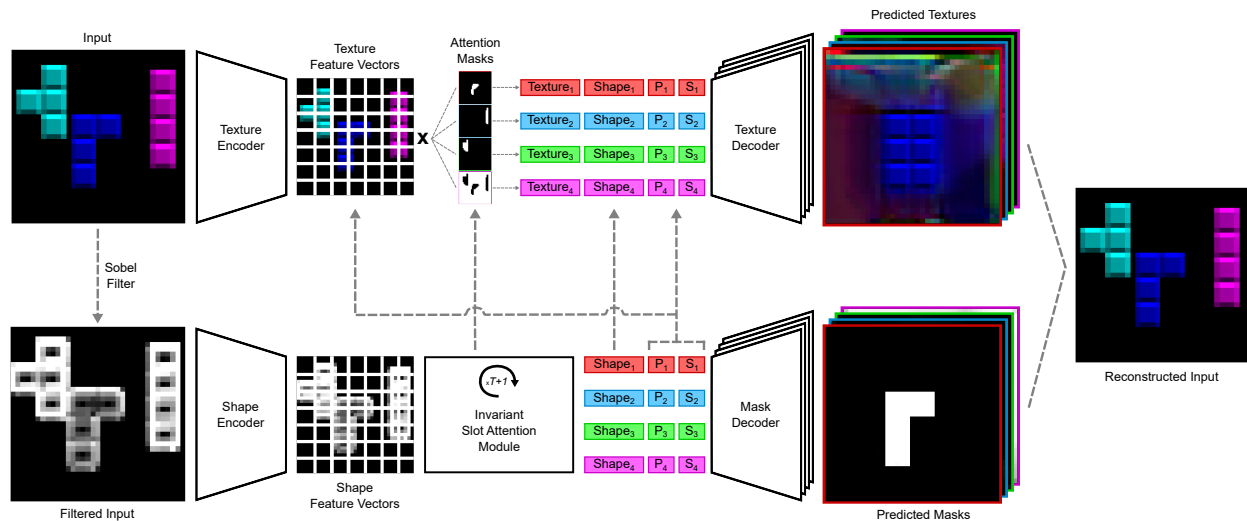 Input
Texture
Encoder
Texture
Feature Vectors
x
Attention
Masks
Texture₁ Shape₁ P₁ S₁
Texture₂ Shape₂ P₂ S₂
Texture₃ Shape₃ P₃ S₃
Texture₄ Shape₄ P₄ S₄
Texture
Decoder
Predicted Textures
Sobel
Filter
Filtered Input
Shape
Encoder
Shape
Feature Vectors
xT+1
Invariant
Slot Attention
Module
Shape₁ P₁ S₁
Shape₂ P₂ S₂
Shape₃ P₃ S₃
Shape₄ P₄ S₄
Mask
Decoder
Predicted Masks
Reconstructed Input